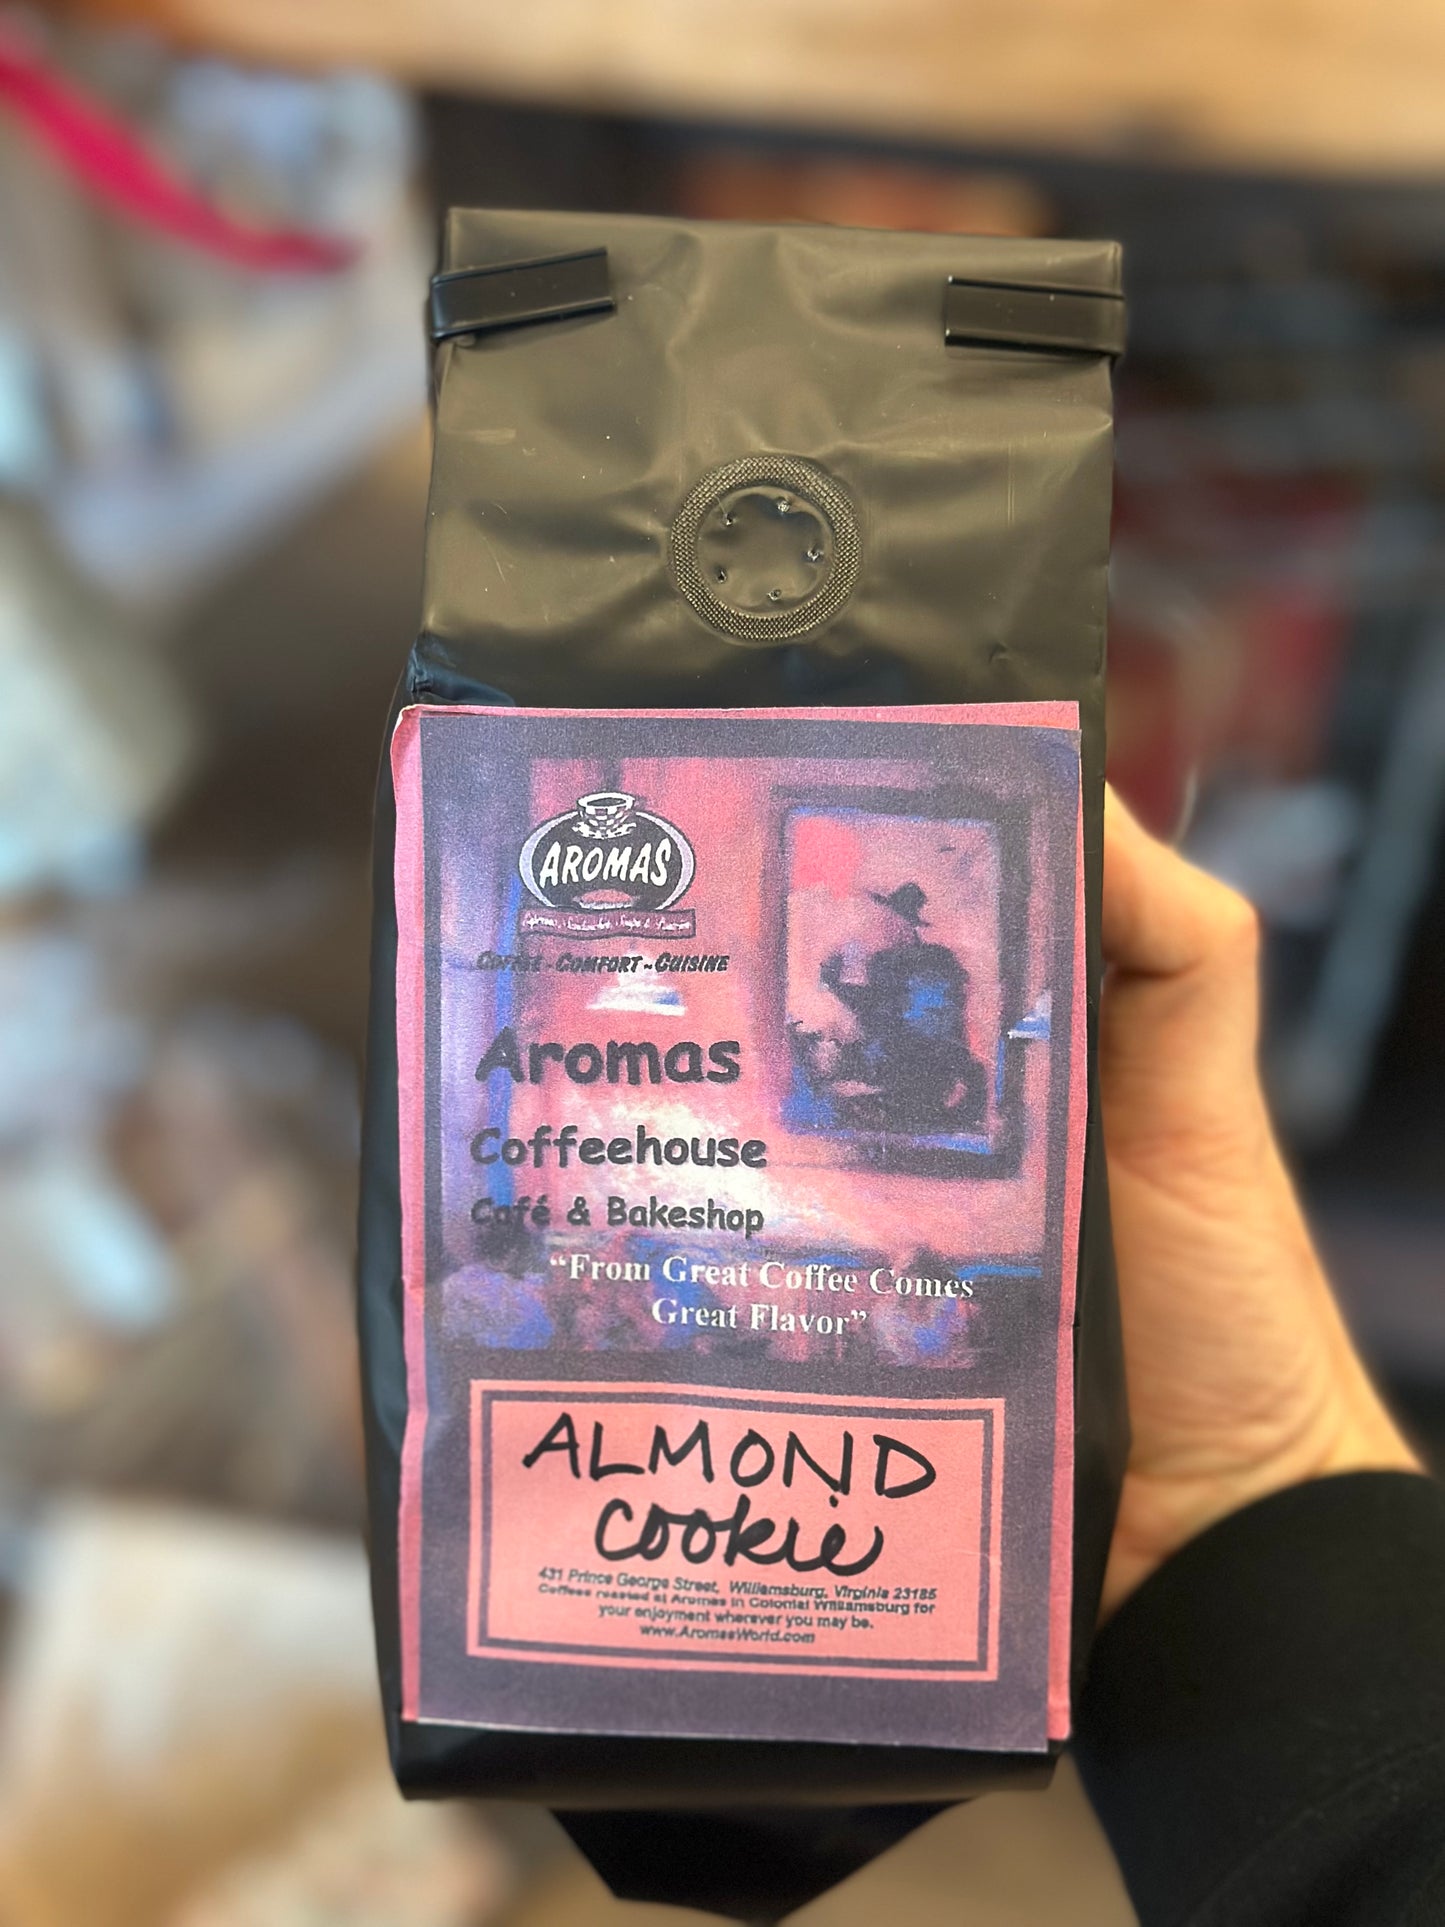 AROMAS
COFFEE ~ COMFORT ~ CUISINE
Aromas
Coffeehouse
Café & Bakeshop
“From Great Coffee Comes
Great Flavor”
ALMOND
cookie
431 Prince George Street, Williamsburg, Virginia 23185
Coffees roasted at Aromas in Colonial Williamsburg for
your enjoyment wherever you may be.
www.AromasWorld.com